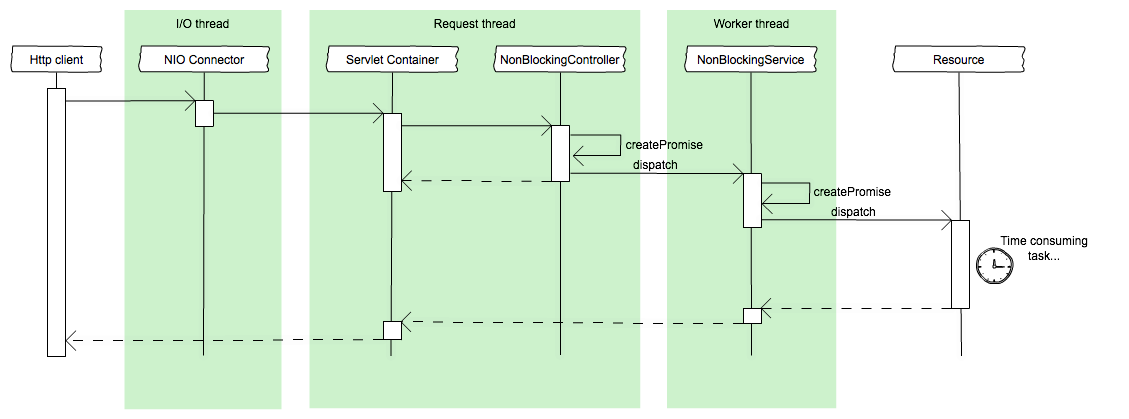 I/O thread
Request thread
Worker thread
Http client
NIO Connector
Servlet Container
NonBlockingController
NonBlockingService
Resource
createPromise
dispatch
createPromise
dispatch
Time consuming
task...